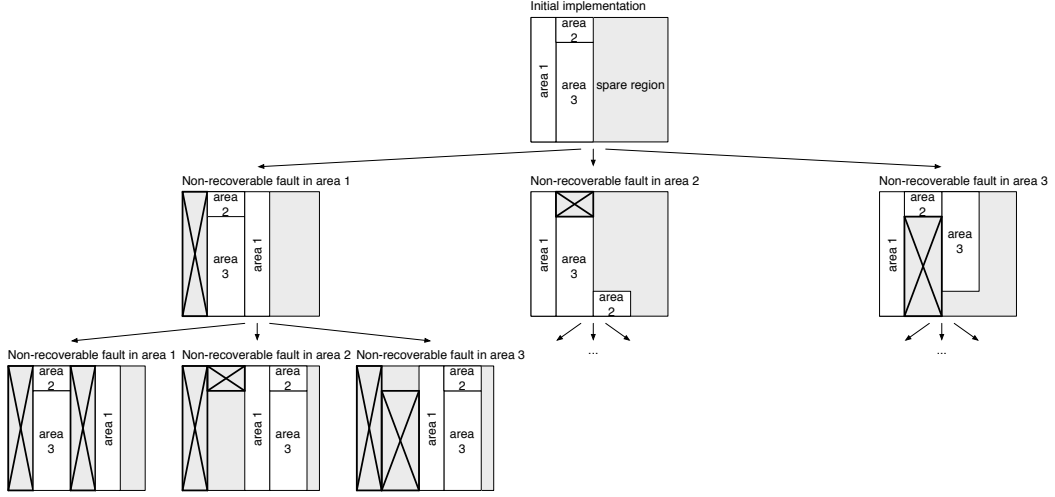 Initial implementation
area 1
area
2
area
3
spare region
Non-recoverable fault in area 1
area
2
area
3
area 1
Non-recoverable fault in area 2
area 1
area
3
area
2
Non-recoverable fault in area 3
area 1
area
2
area
3
...
...
Non-recoverable fault in area 1
area
2
area
3
area 1
Non-recoverable fault in area 2
area 1
area
2
area
3
Non-recoverable fault in area 3
area 1
area
2
area
3